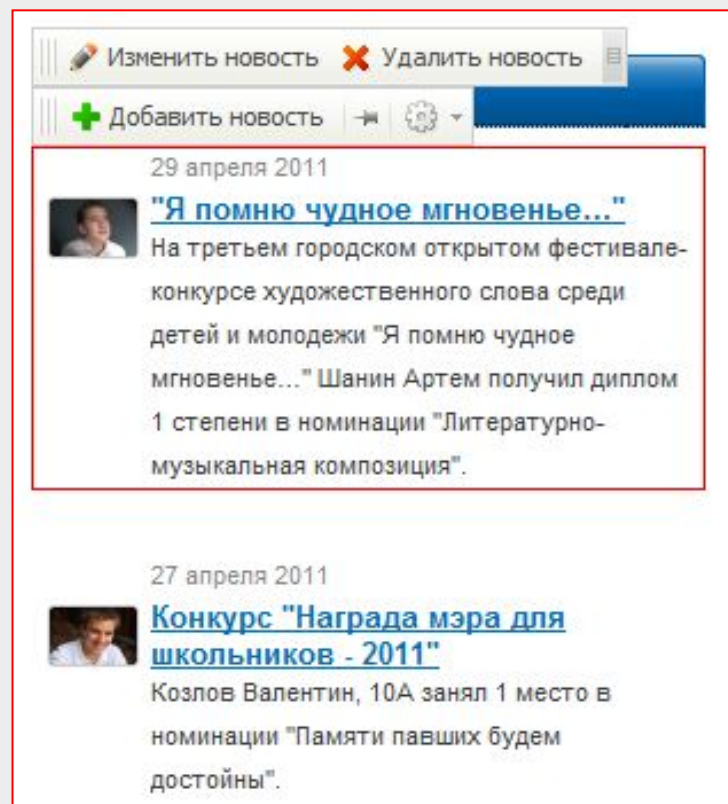 Изменить новость Удалить новость
Добавить новость
29 апреля 2011
"Я помню чудное мгновенье..."
На третьем городском открытом фестивале-
конкурсе художественного слова среди
детей и молодежи "Я помню чудное
мгновенье..." Шанин Артем получил диплом
1 степени в номинации "Литературно-
музыкальная композиция".
27 апреля 2011
Конкурс "Награда мэра для
школьников - 2011"
Козлов Валентин, 10А занял 1 место в
номинации "Памяти павших будем
достойны".